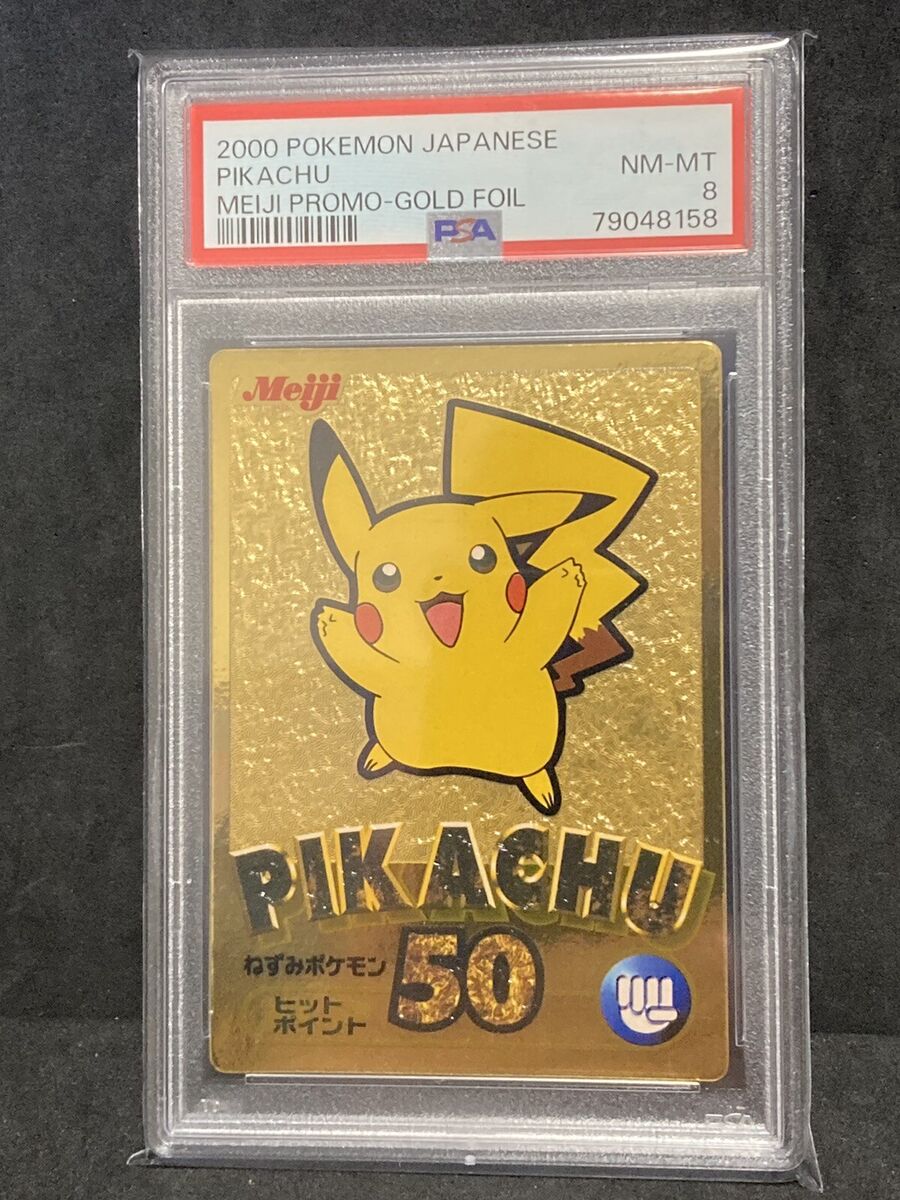 2000 POKEMON JAPANESE
PIKACHU
MEIJI PROMO-GOLD FOIL
NM-MT
8
79048158
PSA
Meiji
PIKACHU
ねずみポケモン
50
ヒット
ポイント
PSA